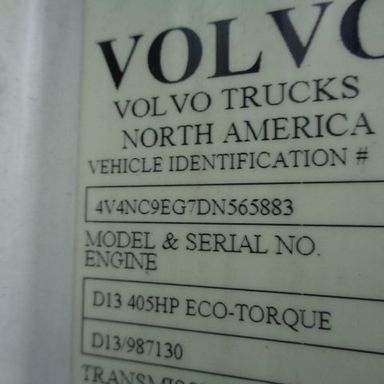 VOLVO
VOLVO TRUCKS
NORTH AMERICA
VEHICLE IDENTIFICATION #
4V4NC9EG7DN565883
MODEL & SERIAL NO.
ENGINE
D13 405HP ECO-TORQUE
D13/987130